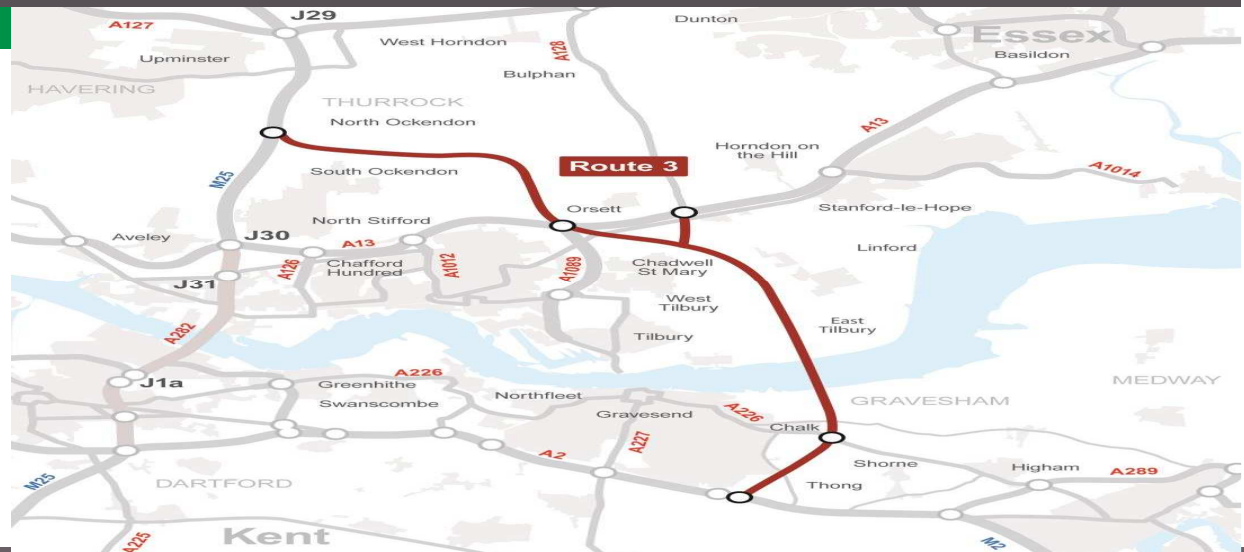 J29
A127
Dunton
Essex
West Horndon
A128
Upminster
Basildon
Bulphan
HAVERING
THURROCK
North Ockendon
A13
Horndon on
the Hill
Route 3
A1014
South Ockendon
M25
Orsett
Stanford-le-Hope
North Stifford
Aveley
J30
A13
Linford
Chafford
Hundred
A126
A1012
A1089
Chadwell
St Mary
J31
West
Tilbury
East
Tilbury
A282
Tilbury
A226
J1a
Greenhithe
MEDWAY
Swanscombe
Northfleet
GRAVESHAM
Gravesend
A226
Chalk
A227
A2
Shorne
Higham
A289
M25
DARTFORD
Thong
Kent
A225
M2